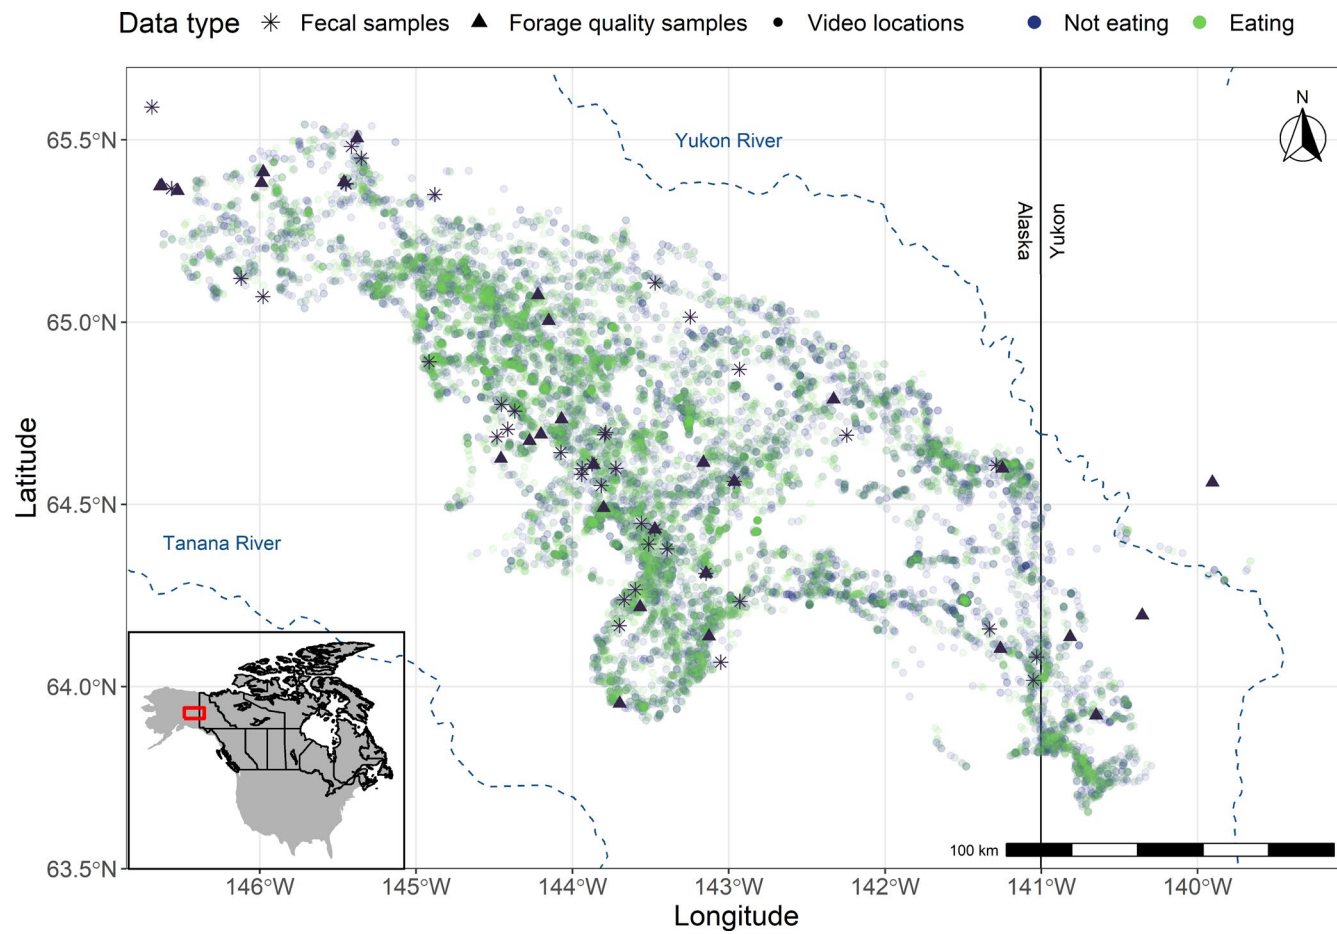 Data type Fecal samples Forage quality samples Video locations Not eating Eating
N
65.5°N
Yukon River
Alaska
Yukon
65.0°N
Latitude
64.5°N
Tanana River
64.0°N
100 km
63.5°N
146°W 145°W 144°W 143°W 142°W 141°W 140°W
Longitude